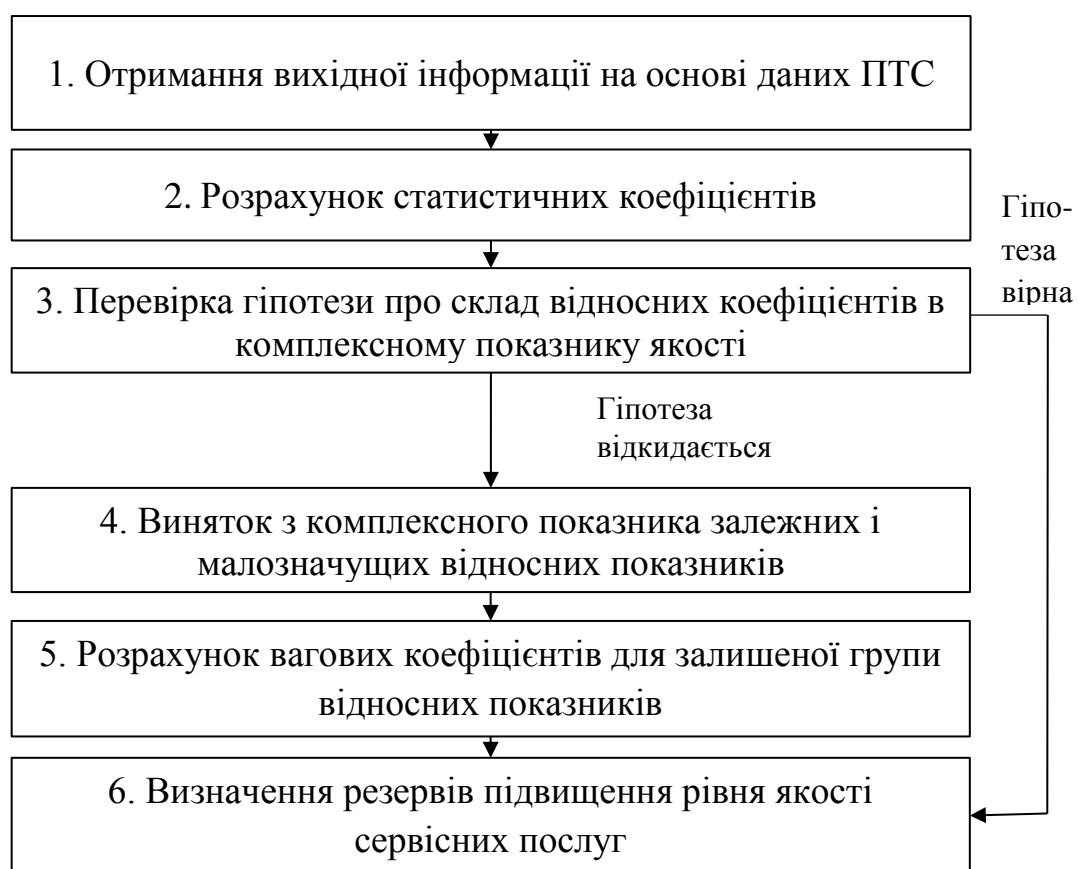 1. Отримання вихідної інформації на основі даних ПТС
2. Розрахунок статистичних коефіцієнтів
Гіпо-
теза
вірна
3. Перевірка гіпотези про склад відносних коефіцієнтів в
комплексному показнику якості
Гіпотеза
відкидається
4. Виняток з комплексного показника залежних і
малозначущих відносних показників
5. Розрахунок вагових коефіцієнтів для залишеної групи
відносних показників
6. Визначення резервів підвищення рівня якості
сервісних послуг